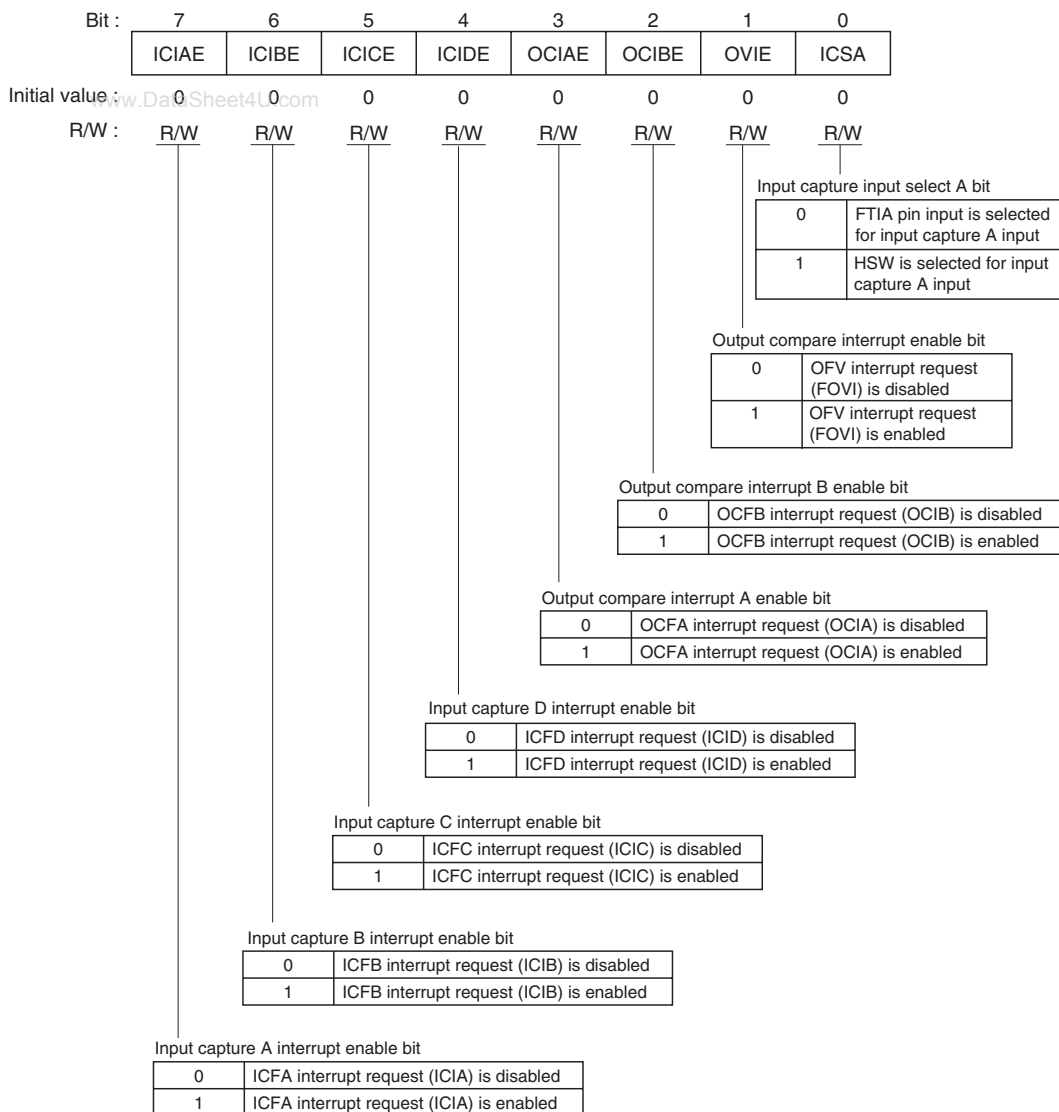 Bit : 7 6 5 4 3 2 1 0
ICIAE ICIBE ICICE ICIDE OCIAE OCIBE OVIE ICSA
Initial value : 0 0 0 0 0 0 0 0
www.DataSheet4U.com
R/W : R/W R/W R/W R/W R/W R/W R/W R/W
Input capture input select A bit
0 FTIA pin input is selected
for input capture A input
1 HSW is selected for input
capture A input
Output compare interrupt enable bit
0 OFV interrupt request
(FOVI) is disabled
1 OFV interrupt request
(FOVI) is enabled
Output compare interrupt B enable bit
0 OCFB interrupt request (OCIB) is disabled
1 OCFB interrupt request (OCIB) is enabled
Output compare interrupt A enable bit
0 OCFA interrupt request (OCIA) is disabled
1 OCFA interrupt request (OCIA) is enabled
Input capture D interrupt enable bit
0 ICFD interrupt request (ICID) is disabled
1 ICFD interrupt request (ICID) is enabled
Input capture C interrupt enable bit
0 ICFC interrupt request (ICIC) is disabled
1 ICFC interrupt request (ICIC) is enabled
Input capture B interrupt enable bit
0 ICFB interrupt request (ICIB) is disabled
1 ICFB interrupt request (ICIB) is enabled
Input capture A interrupt enable bit
0 ICFA interrupt request (ICIA) is disabled
1 ICFA interrupt request (ICIA) is enabled